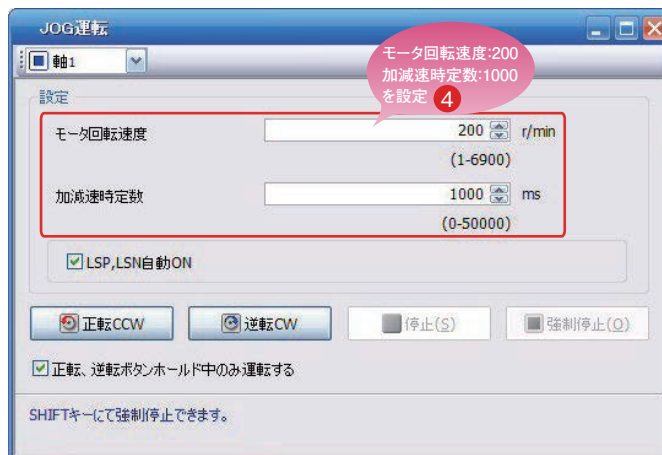 JOG運転
軸1
モータ回転速度:200
加減速時定数:1000
を設定 4
設定
モータ回転速度
200 r/min
(1-6900)
加減速時定数
1000 ms
(0-50000)
LSP,LSN自動ON
正転CCW 逆転CW 停止(S) 強制停止(O)
正転、逆転ボタンホールド中のみ運転する
SHIFTキーにて強制停止できます。